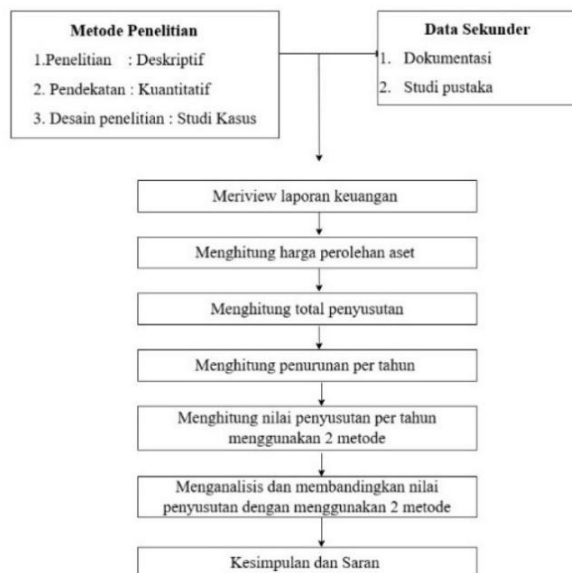 Metode Penelitian
1.Penelitian : Deskriptif
2. Pendekatan : Kuantitatif
3. Desain penelitian : Studi Kasus
Data Sekunder
1. Dokumentasi
2. Studi pustaka
Meriview laporan keuangan
Menghitung harga perolehan aset
Menghitung total penyusutan
Menghitung penurunan per tahun
Menghitung nilai penyusutan per tahun
menggunakan 2 metode
Menganalisis dan membandingkan nilai
penyusutan dengan menggunakan 2 metode
Kesimpulan dan Saran